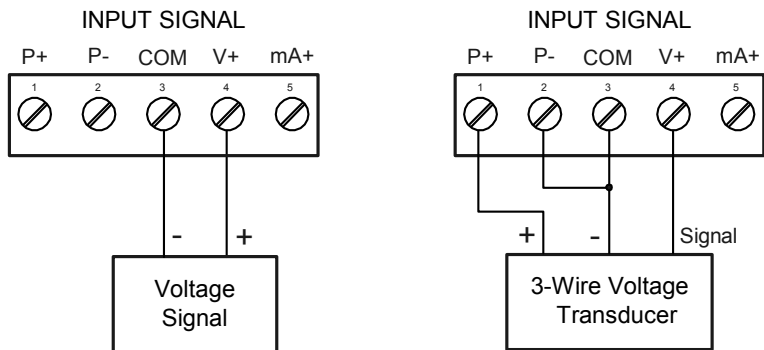 INPUT SIGNAL
P+ P- COM V+ mA+
1 2 3 4 5
- +
Voltage
Signal
INPUT SIGNAL
P+ P- COM V+ mA+
1 2 3 4 5
+ - Signal
3-Wire Voltage
Transducer